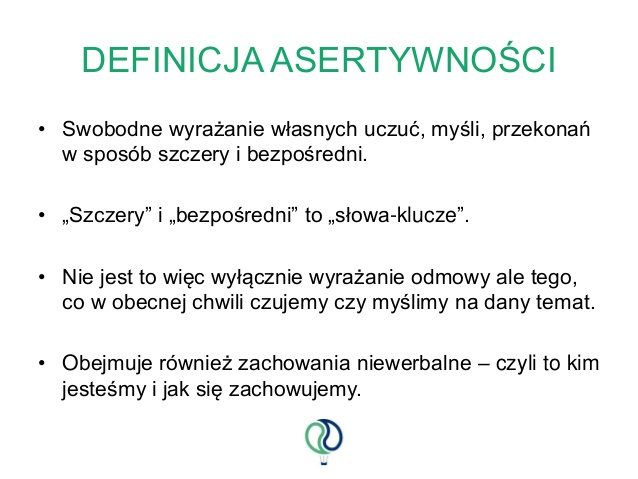 DEFINICJA ASERTYWNOŚCI
• Swobodne wyrażanie własnych uczuć, myśli, przekonań
w sposób szczery i bezpośredni.
• „Szczery” i „bezpośredni” to „słowa-klucze”.
• Nie jest to więc wyłącznie wyrażanie odmowy ale tego,
co w obecnej chwili czujemy czy myślimy na dany temat.
• Obejmuje również zachowania niewerbalne – czyli to kim
jesteśmy i jak się zachowujemy.